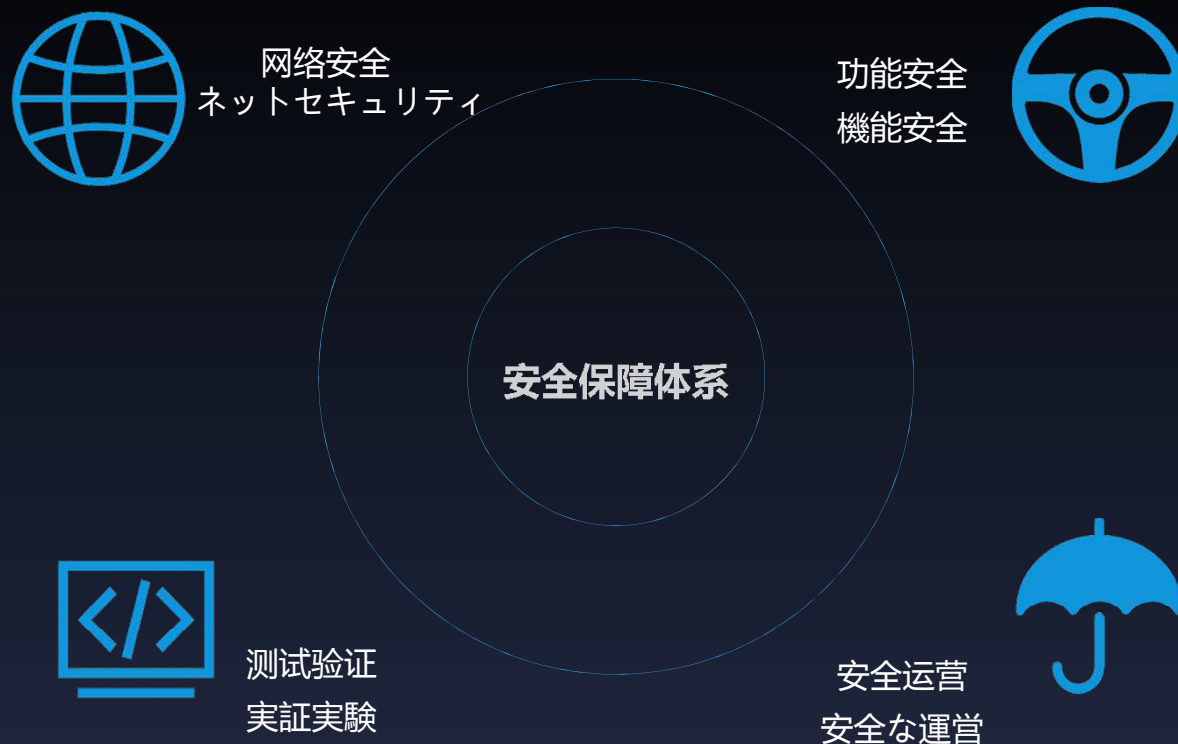 网络安全
ネットセキュリティ
功能安全
機能安全
安全保障体系
测试验证
実証実験
安全运营
安全な運営